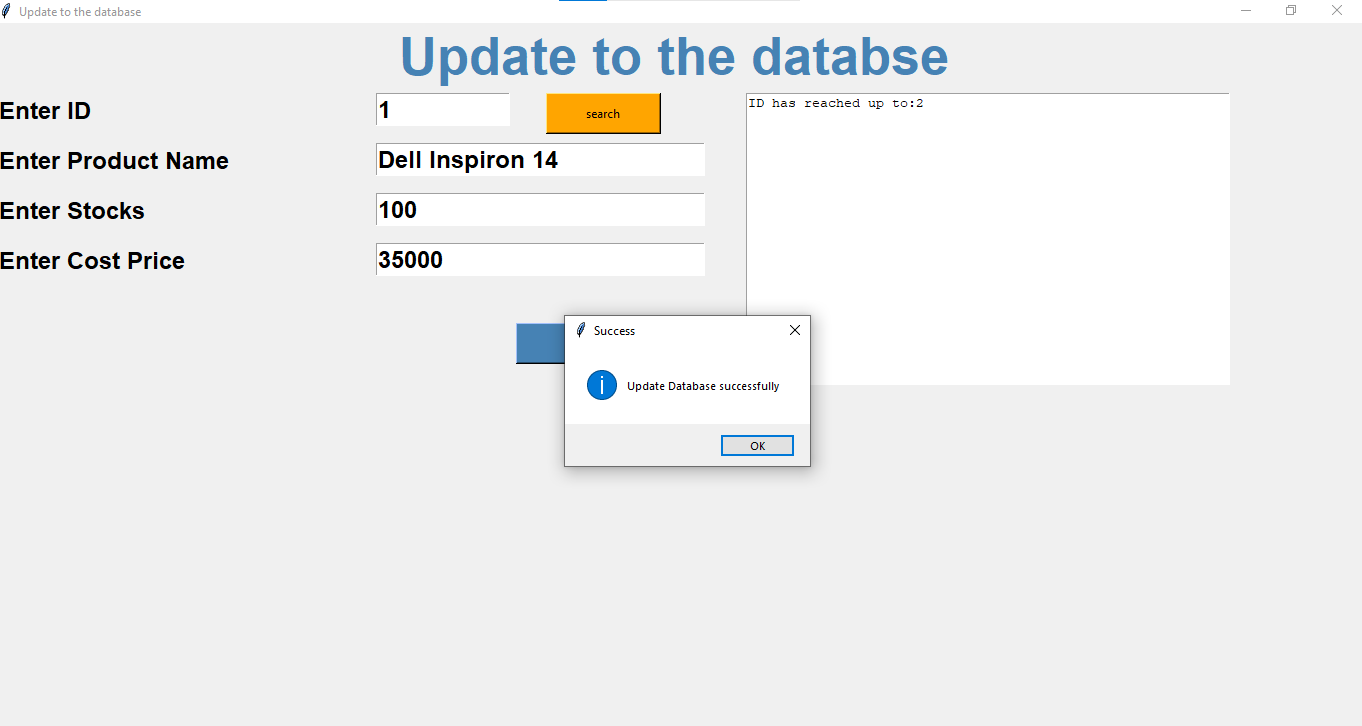 Update to the database
Update to the databse
Enter ID
1
search
ID has reached up to:2
Enter Product Name
Dell Inspiron 14
Enter Stocks
100
Enter Cost Price
35000
Success
Update Database successfully
OK